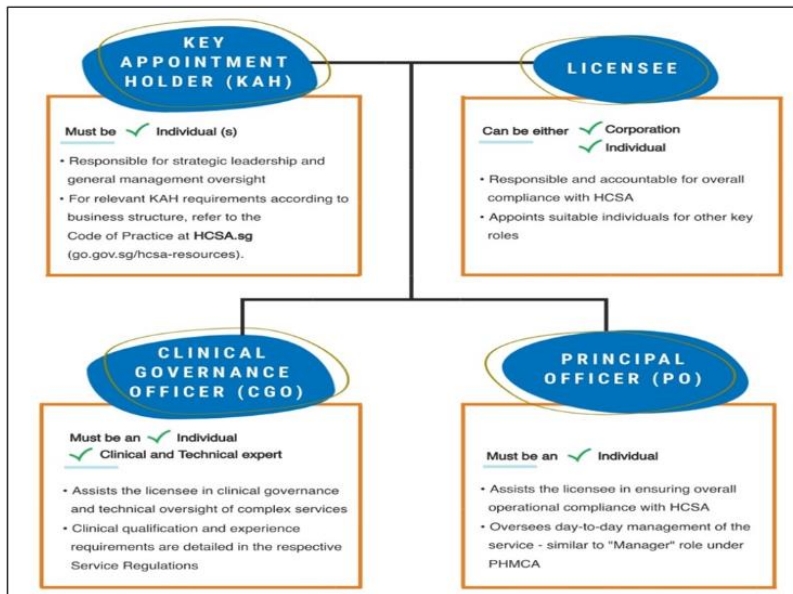 KEY
APPOINTMENT
HOLDER (KAH)
Must be Individual (s)
• Responsible for strategic leadership and
general management oversight
• For relevant KAH requirements according to
business structure, refer to the
Code of Practice at HCSA.sg
(go.gov.sg/hcsa-resources).
LICENSEE
Can be either Corporation
Individual
• Responsible and accountable for overall
compliance with HCSA
• Appoints suitable individuals for other key
roles
CLINICAL
GOVERNANCE
OFFICER (CGO)
Must be an Individual
Clinical and Technical expert
• Assists the licensee in clinical governance
and technical oversight of complex services
• Clinical qualification and experience
requirements are detailed in the respective
Service Regulations
PRINCIPAL
OFFICER (PO)
Must be an Individual
• Assists the licensee in ensuring overall
operational compliance with HCSA
• Oversees day-to-day management of the
service - similar to "Manager" role under
PHMCA